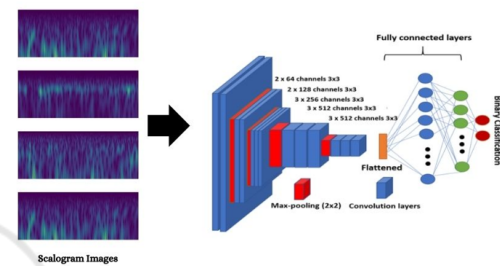 Fully connected layers
2 x 64 channels 3x3
2 x 128 channels 3x3
3 x 256 channels 3x3
3 x 512 channels 3x3
3 x 512 channels 3x3
Binary Classification
Flattened
Max-pooling (2x2)
Convolution layers
Scalogram Images